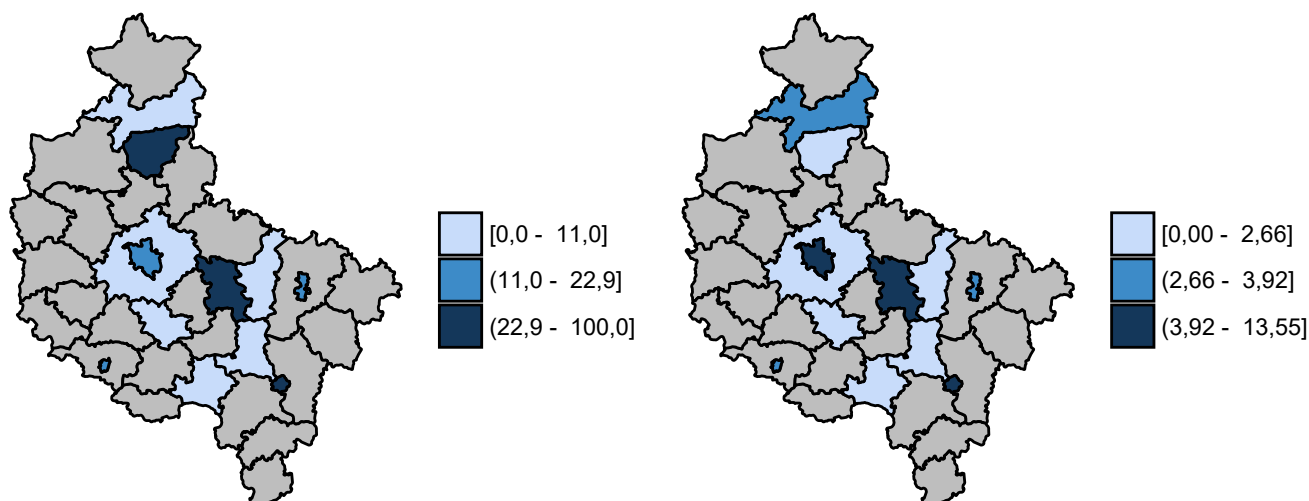 [0,0 - 11,0]
(11,0 - 22,9]
(22,9 - 100,0]
[0,00 - 2,66]
(2,66 - 3,92]
(3,92 - 13,55]